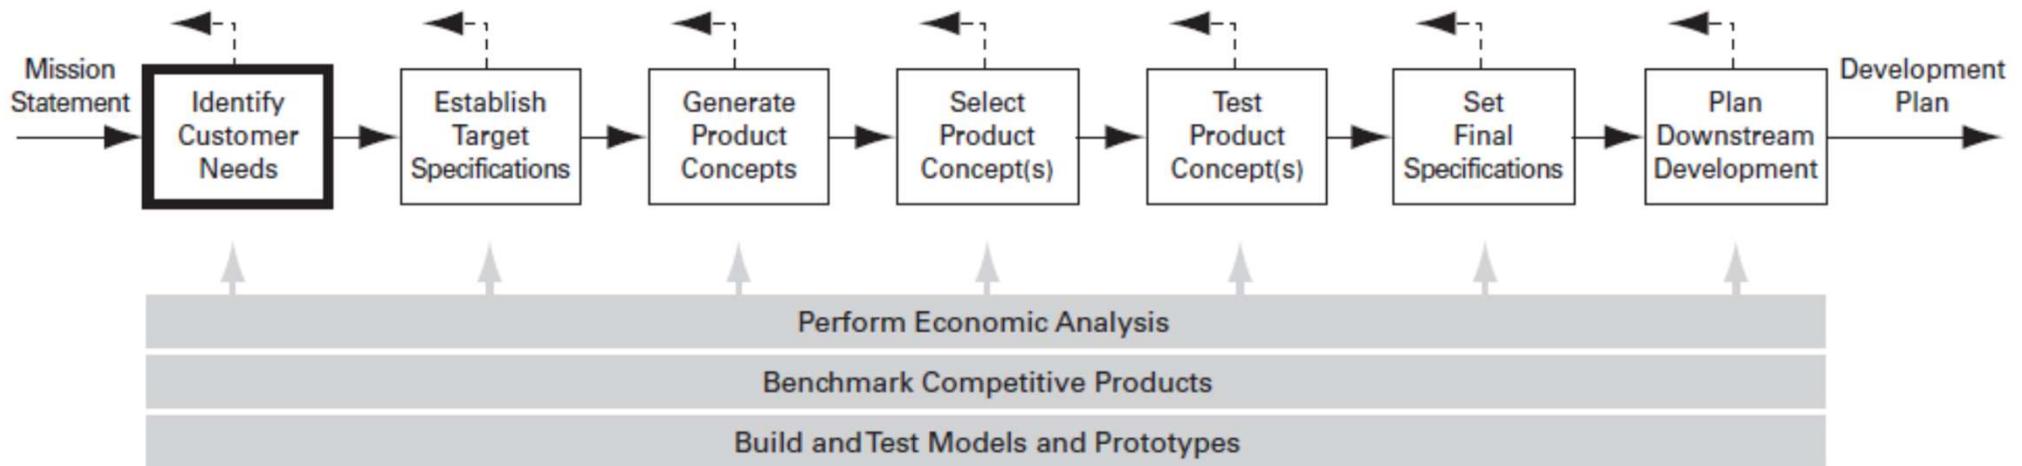 Mission
Statement
Identify
Customer
Needs
Establish
Target
Specifications
Generate
Product
Concepts
Select
Product
Concept(s)
Test
Product
Concept(s)
Set
Final
Specifications
Plan
Downstream
Development
Development
Plan
Perform Economic Analysis
Benchmark Competitive Products
Build and Test Models and Prototypes